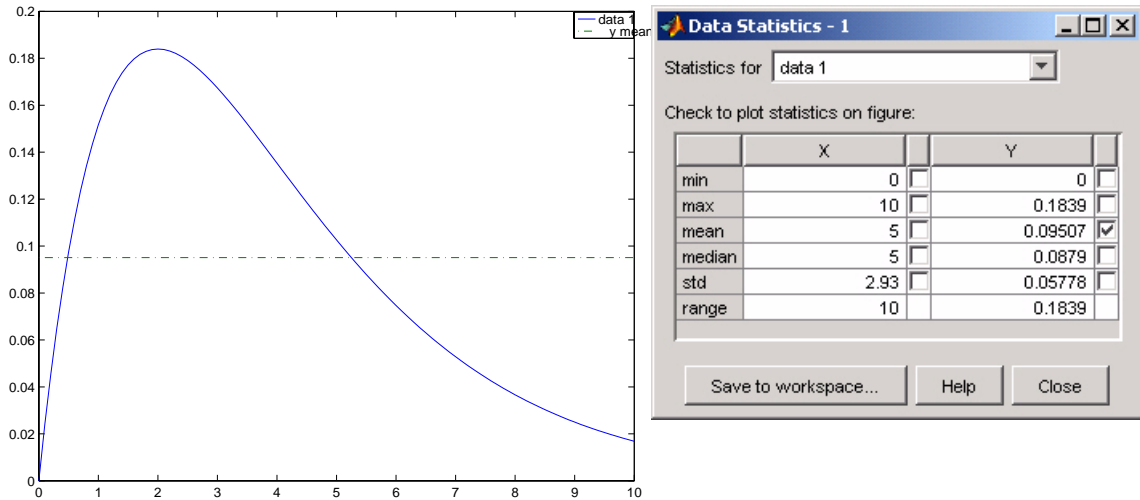 0.2
0.18
0.16
0.14
0.12
0.1
0.08
0.06
0.04
0.02
0
0 1 2 3 4 5 6 7 8 9 10
data 1
y mean
Data Statistics - 1
Statistics for data 1
Check to plot statistics on figure:
X Y
min 0 0
max 10 0.1839
mean 5 0.09507
median 5 0.0879
std 2.93 0.05778
range 10 0.1839
Save to workspace... Help Close